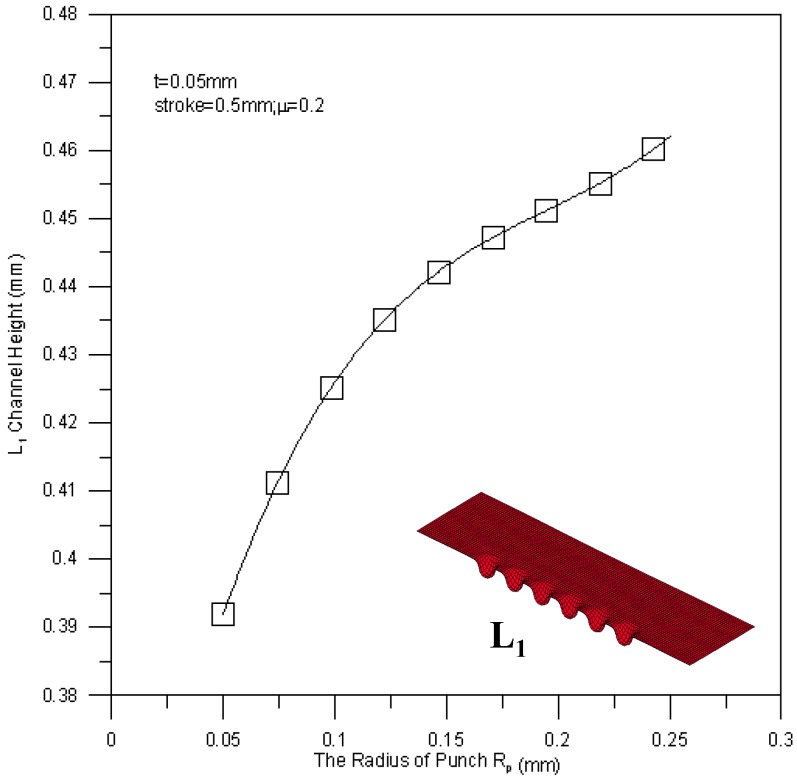 0.48
0.47
0.46
0.45
0.44
0.43
0.42
0.41
0.4
0.39
0.38
L₁ Channel Height (mm)
t=0.05mm
stroke=0.5mm;μ=0.2
L₁
0 0.05 0.1 0.15 0.2 0.25 0.3
The Radius of Punch Rₚ (mm)